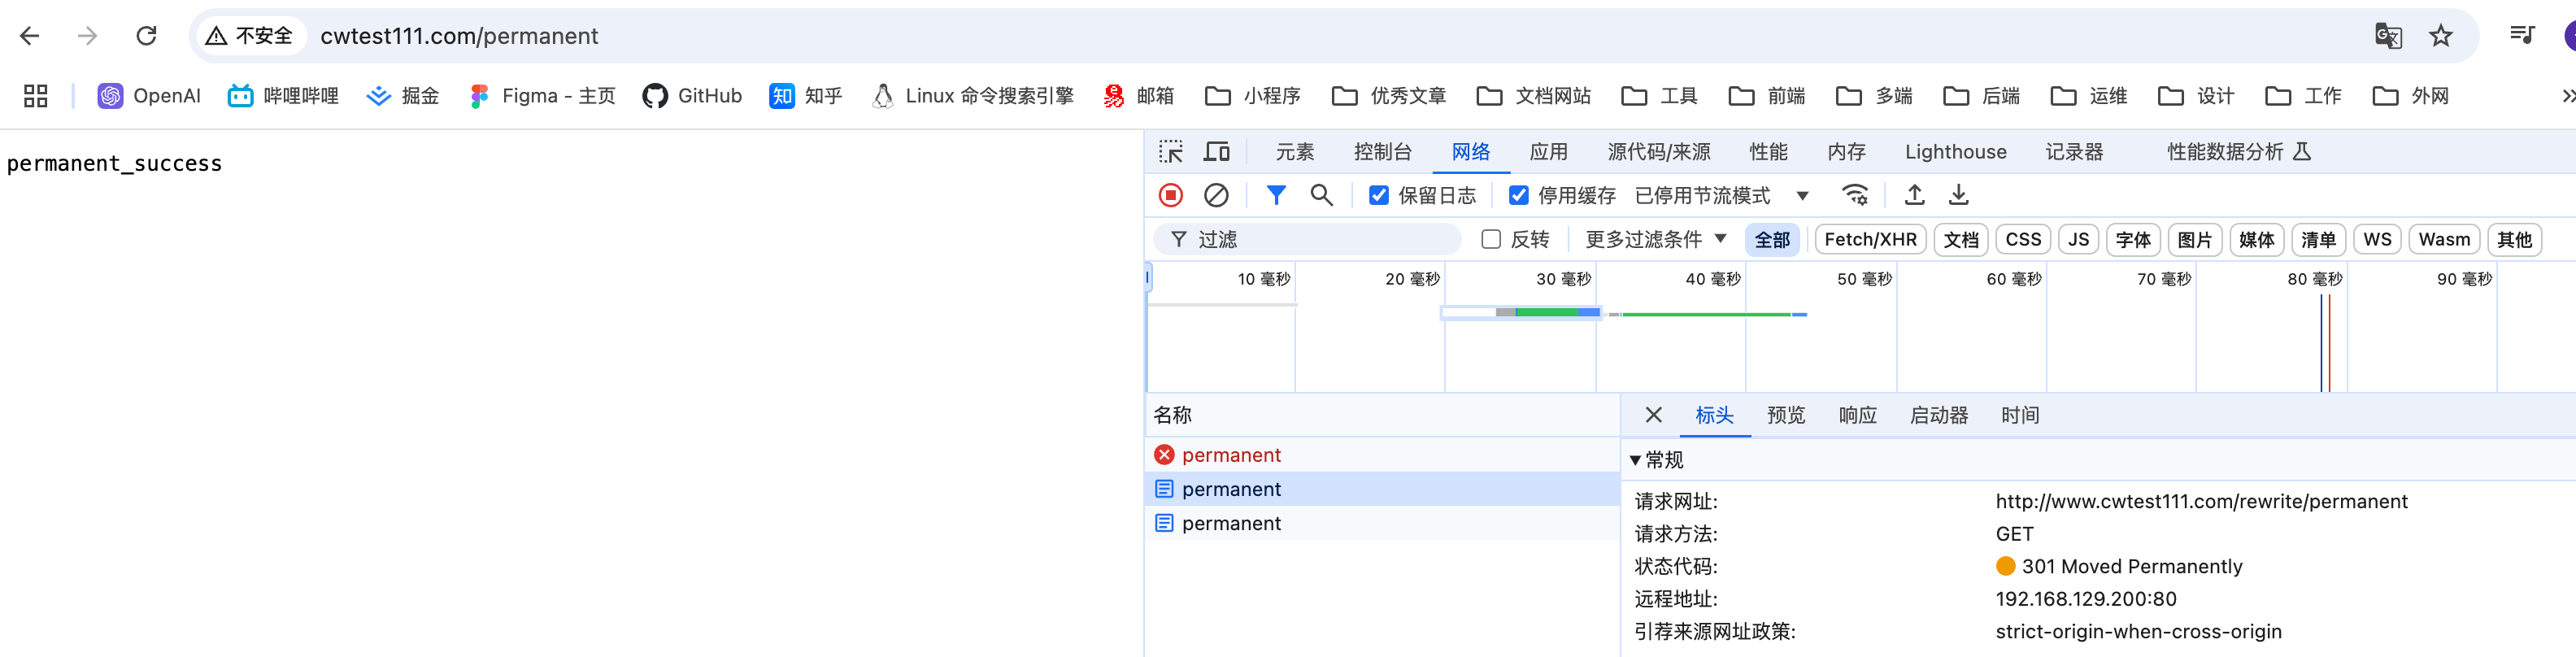 不安全 cwtest111.com/permanent
OpenAI 哔哩哔哩 掘金 Figma - 主页 GitHub 知 知乎 Linux 命令搜索引擎 邮箱 小程序 优秀文章 文档网站 工具 前端 多端 后端 运维 设计 工作 外网
permanent_success
元素 控制台 网络 应用 源代码/来源 性能 内存 Lighthouse 记录器 性能数据分析
保留日志 停用缓存 已停用节流模式
过滤 反转 更多过滤条件 全部 Fetch/XHR 文档 CSS JS 字体 图片 媒体 清单 WS Wasm 其他
10 毫秒 20 毫秒 30 毫秒 40 毫秒 50 毫秒 60 毫秒 70 毫秒 80 毫秒 90 毫秒
名称
permanent
permanent
permanent
标头 预览 响应 启动器 时间
常规
请求网址: http://www.cwtest111.com/rewrite/permanent
请求方法: GET
状态代码: 301 Moved Permanently
远程地址: 192.168.129.200:80
引荐来源网址政策: strict-origin-when-cross-origin